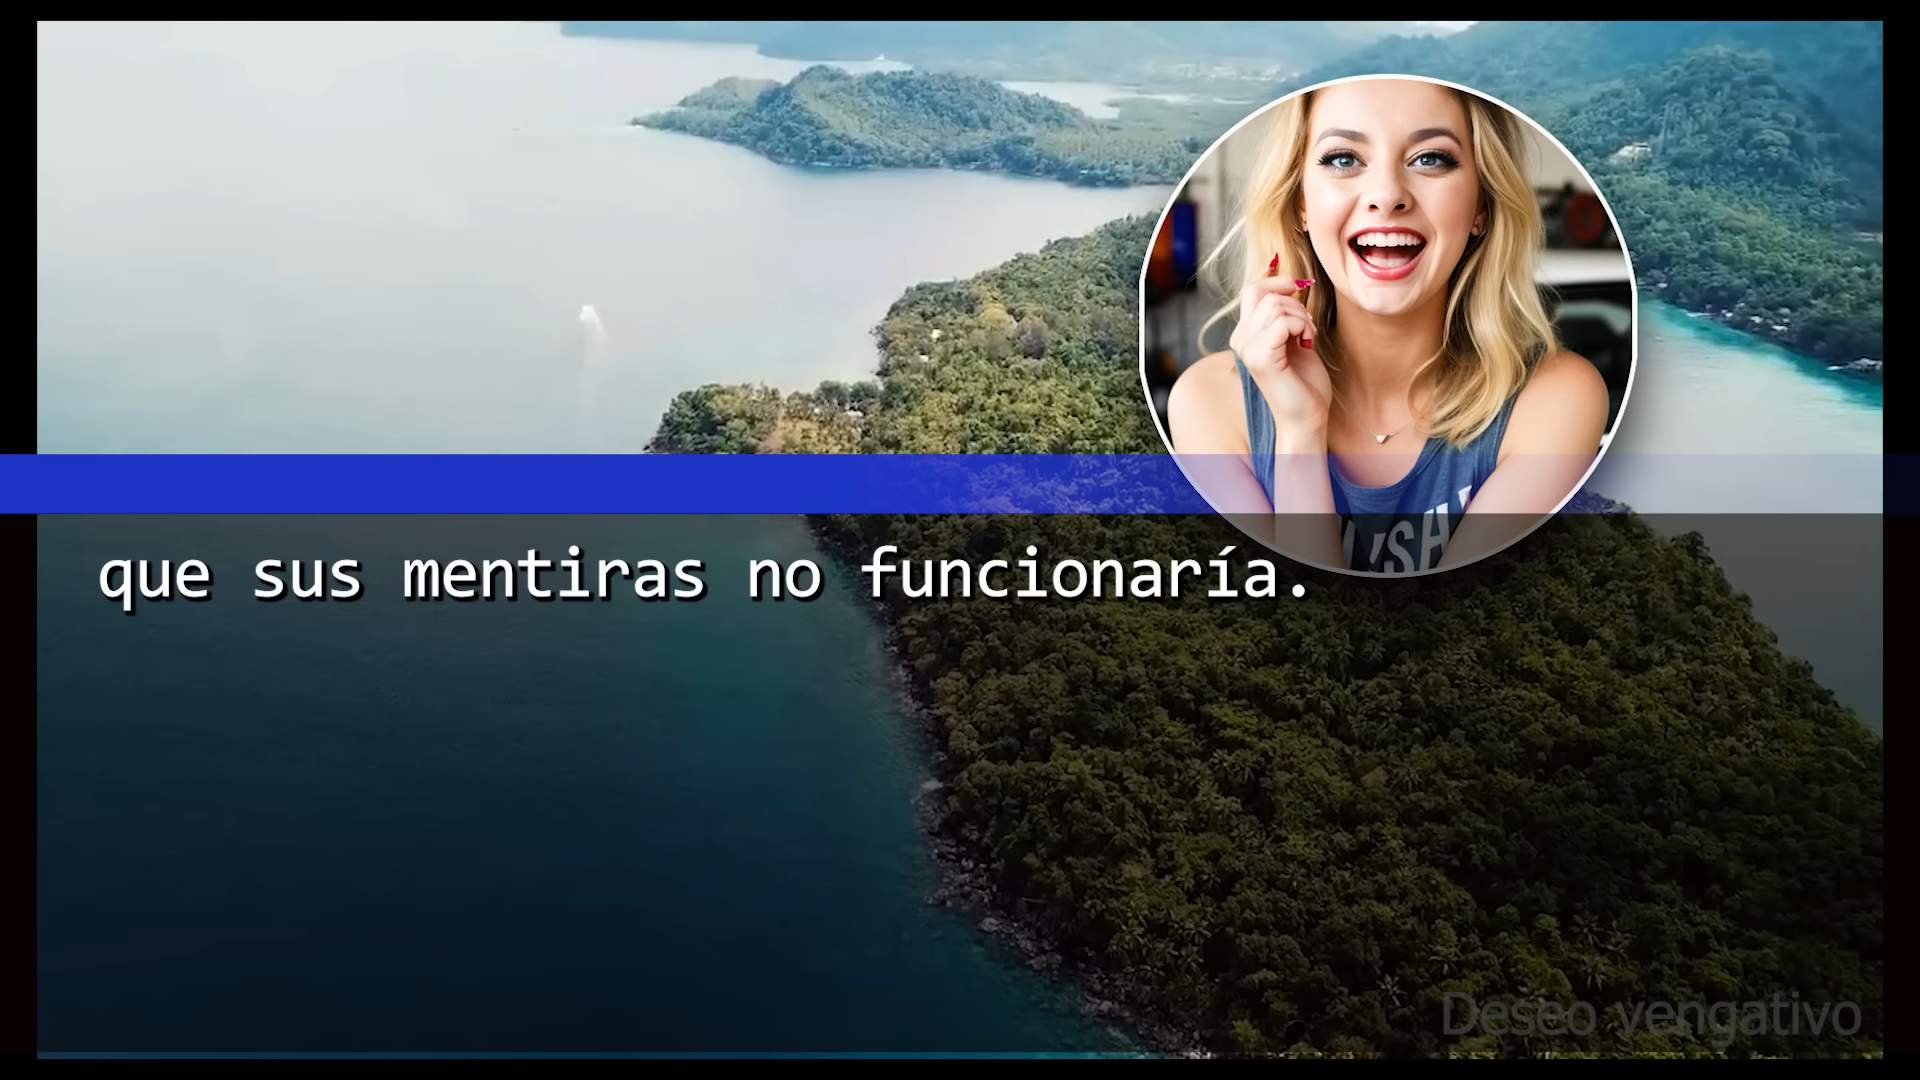 que sus mentiras no funcionaría.
Deseo vengativo